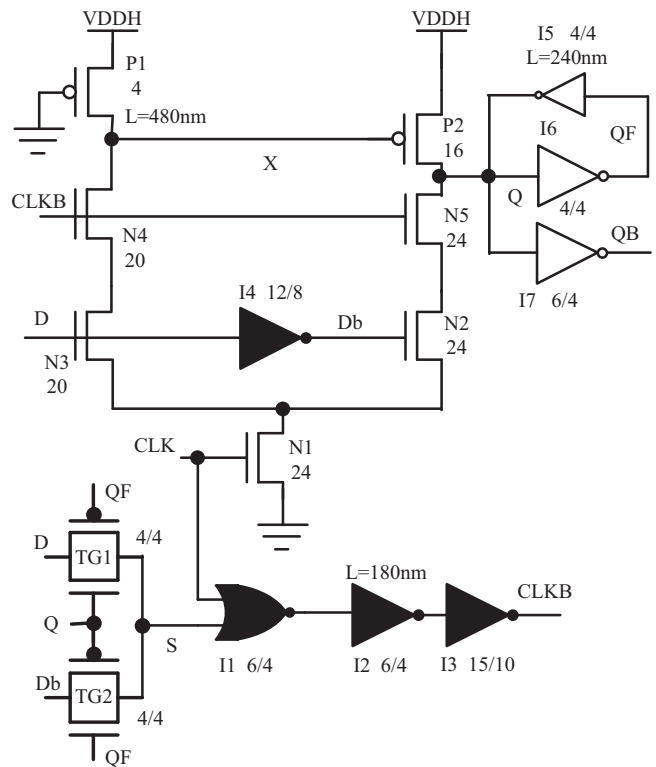 VDDH
VDDH
P1
4
L=480nm
P2
16
I5 4/4
L=240nm
I6
QF
Q
4/4
QB
I7 6/4
X
CLKB
N4
20
N5
24
I4 12/8
D
Db
N3
20
N2
24
CLK
N1
24
QF
D
TG1
4/4
Q
S
Db
TG2
4/4
QF
I1 6/4
L=180nm
I2 6/4
I3 15/10
CLKB